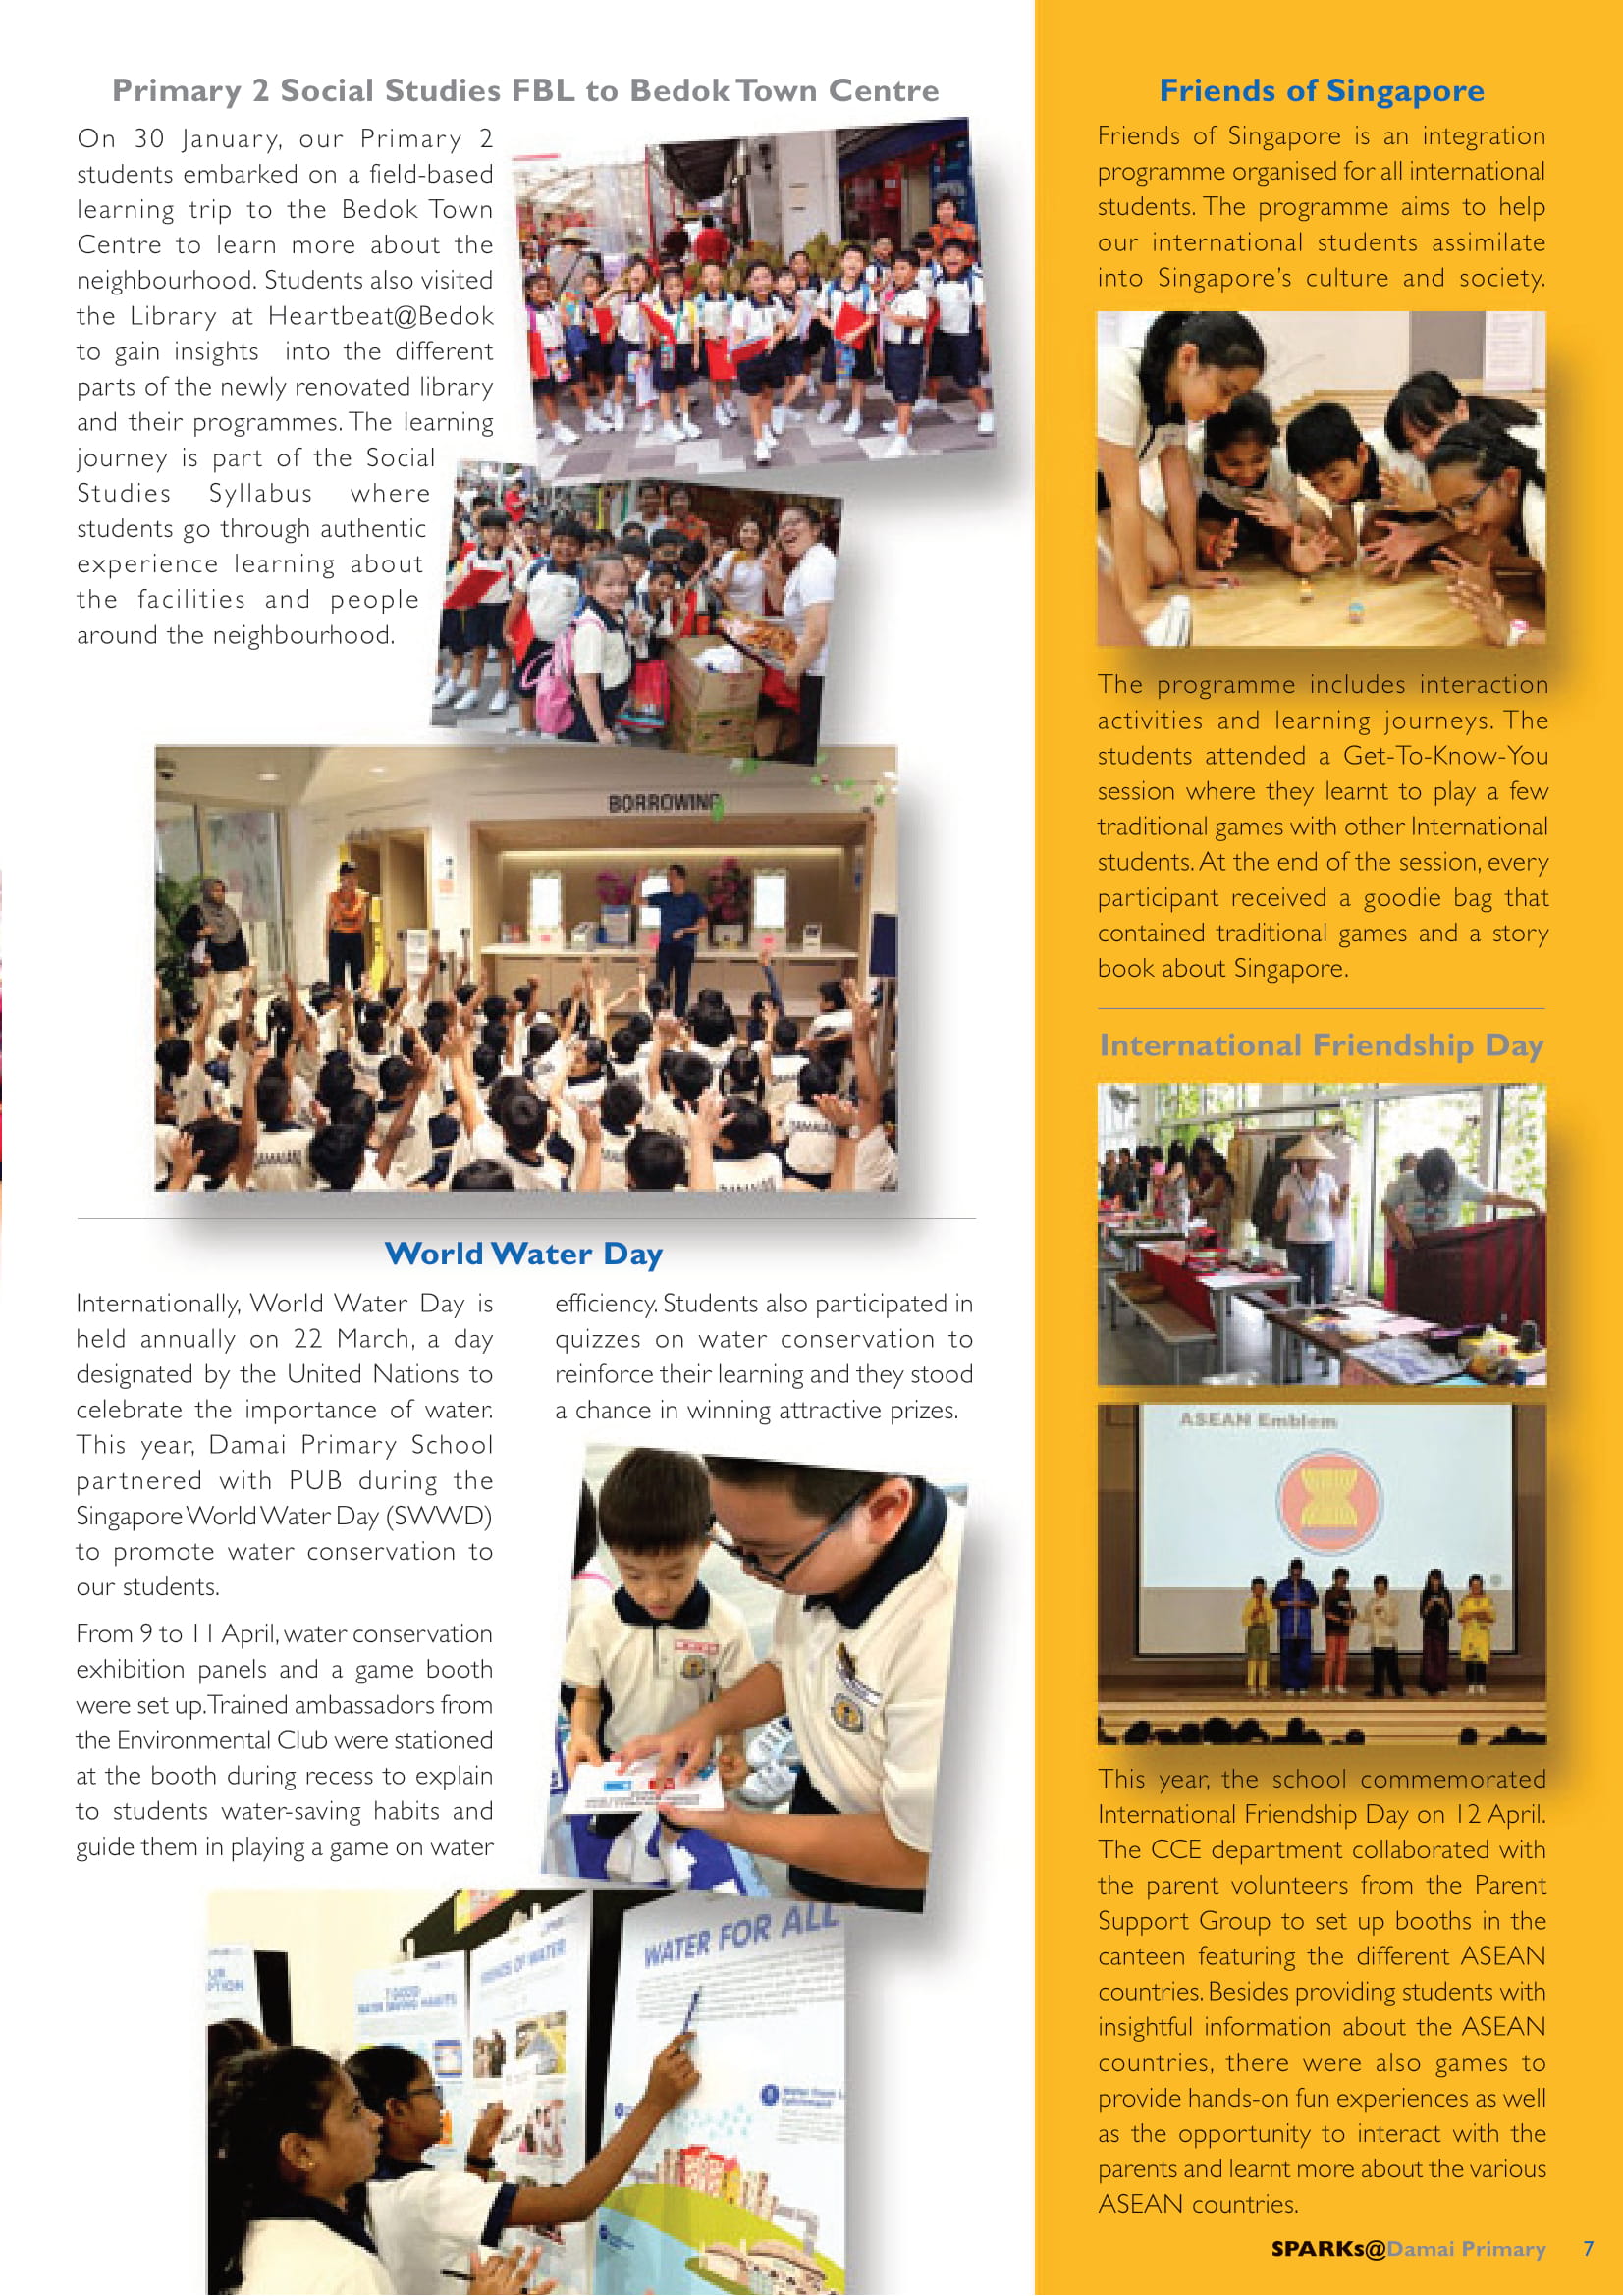 Primary 2 Social Studies FBL to Bedok Town Centre
On 30 January, our Primary 2
students embarked on a field-based
learning trip to the Bedok Town
Centre to learn more about the
neighbourhood. Students also visited
the Library at Heartbeat@Bedok
to gain insights into the different
parts of the newly renovated library
and their programmes. The learning
journey is part of the Social
Studies Syllabus where
students go through authentic
experience learning about
the facilities and people
around the neighbourhood.
BORROWING
World Water Day
Internationally, World Water Day is
held annually on 22 March, a day
designated by the United Nations to
celebrate the importance of water.
This year, Damai Primary School
partnered with PUB during the
Singapore World Water Day (SWWD)
to promote water conservation to
our students.
From 9 to 11 April, water conservation
exhibition panels and a game booth
were set up. Trained ambassadors from
the Environmental Club were stationed
at the booth during recess to explain
to students water-saving habits and
guide them in playing a game on water
efficiency. Students also participated in
quizzes on water conservation to
reinforce their learning and they stood
a chance in winning attractive prizes.
7 GOOD
WATER SAVING HABITS
FRIENDS OF WATER
WATER FOR ALL
Friends of Singapore
Friends of Singapore is an integration
programme organised for all international
students. The programme aims to help
our international students assimilate
into Singapore's culture and society.
The programme includes interaction
activities and learning journeys. The
students attended a Get-To-Know-You
session where they learnt to play a few
traditional games with other International
students. At the end of the session, every
participant received a goodie bag that
contained traditional games and a story
book about Singapore.
International Friendship Day
ASEAN Emblem
This year, the school commemorated
International Friendship Day on 12 April.
The CCE department collaborated with
the parent volunteers from the Parent
Support Group to set up booths in the
canteen featuring the different ASEAN
countries. Besides providing students with
insightful information about the ASEAN
countries, there were also games to
provide hands-on fun experiences as well
as the opportunity to interact with the
parents and learnt more about the various
ASEAN countries.
SPARKs@Damai Primary 7